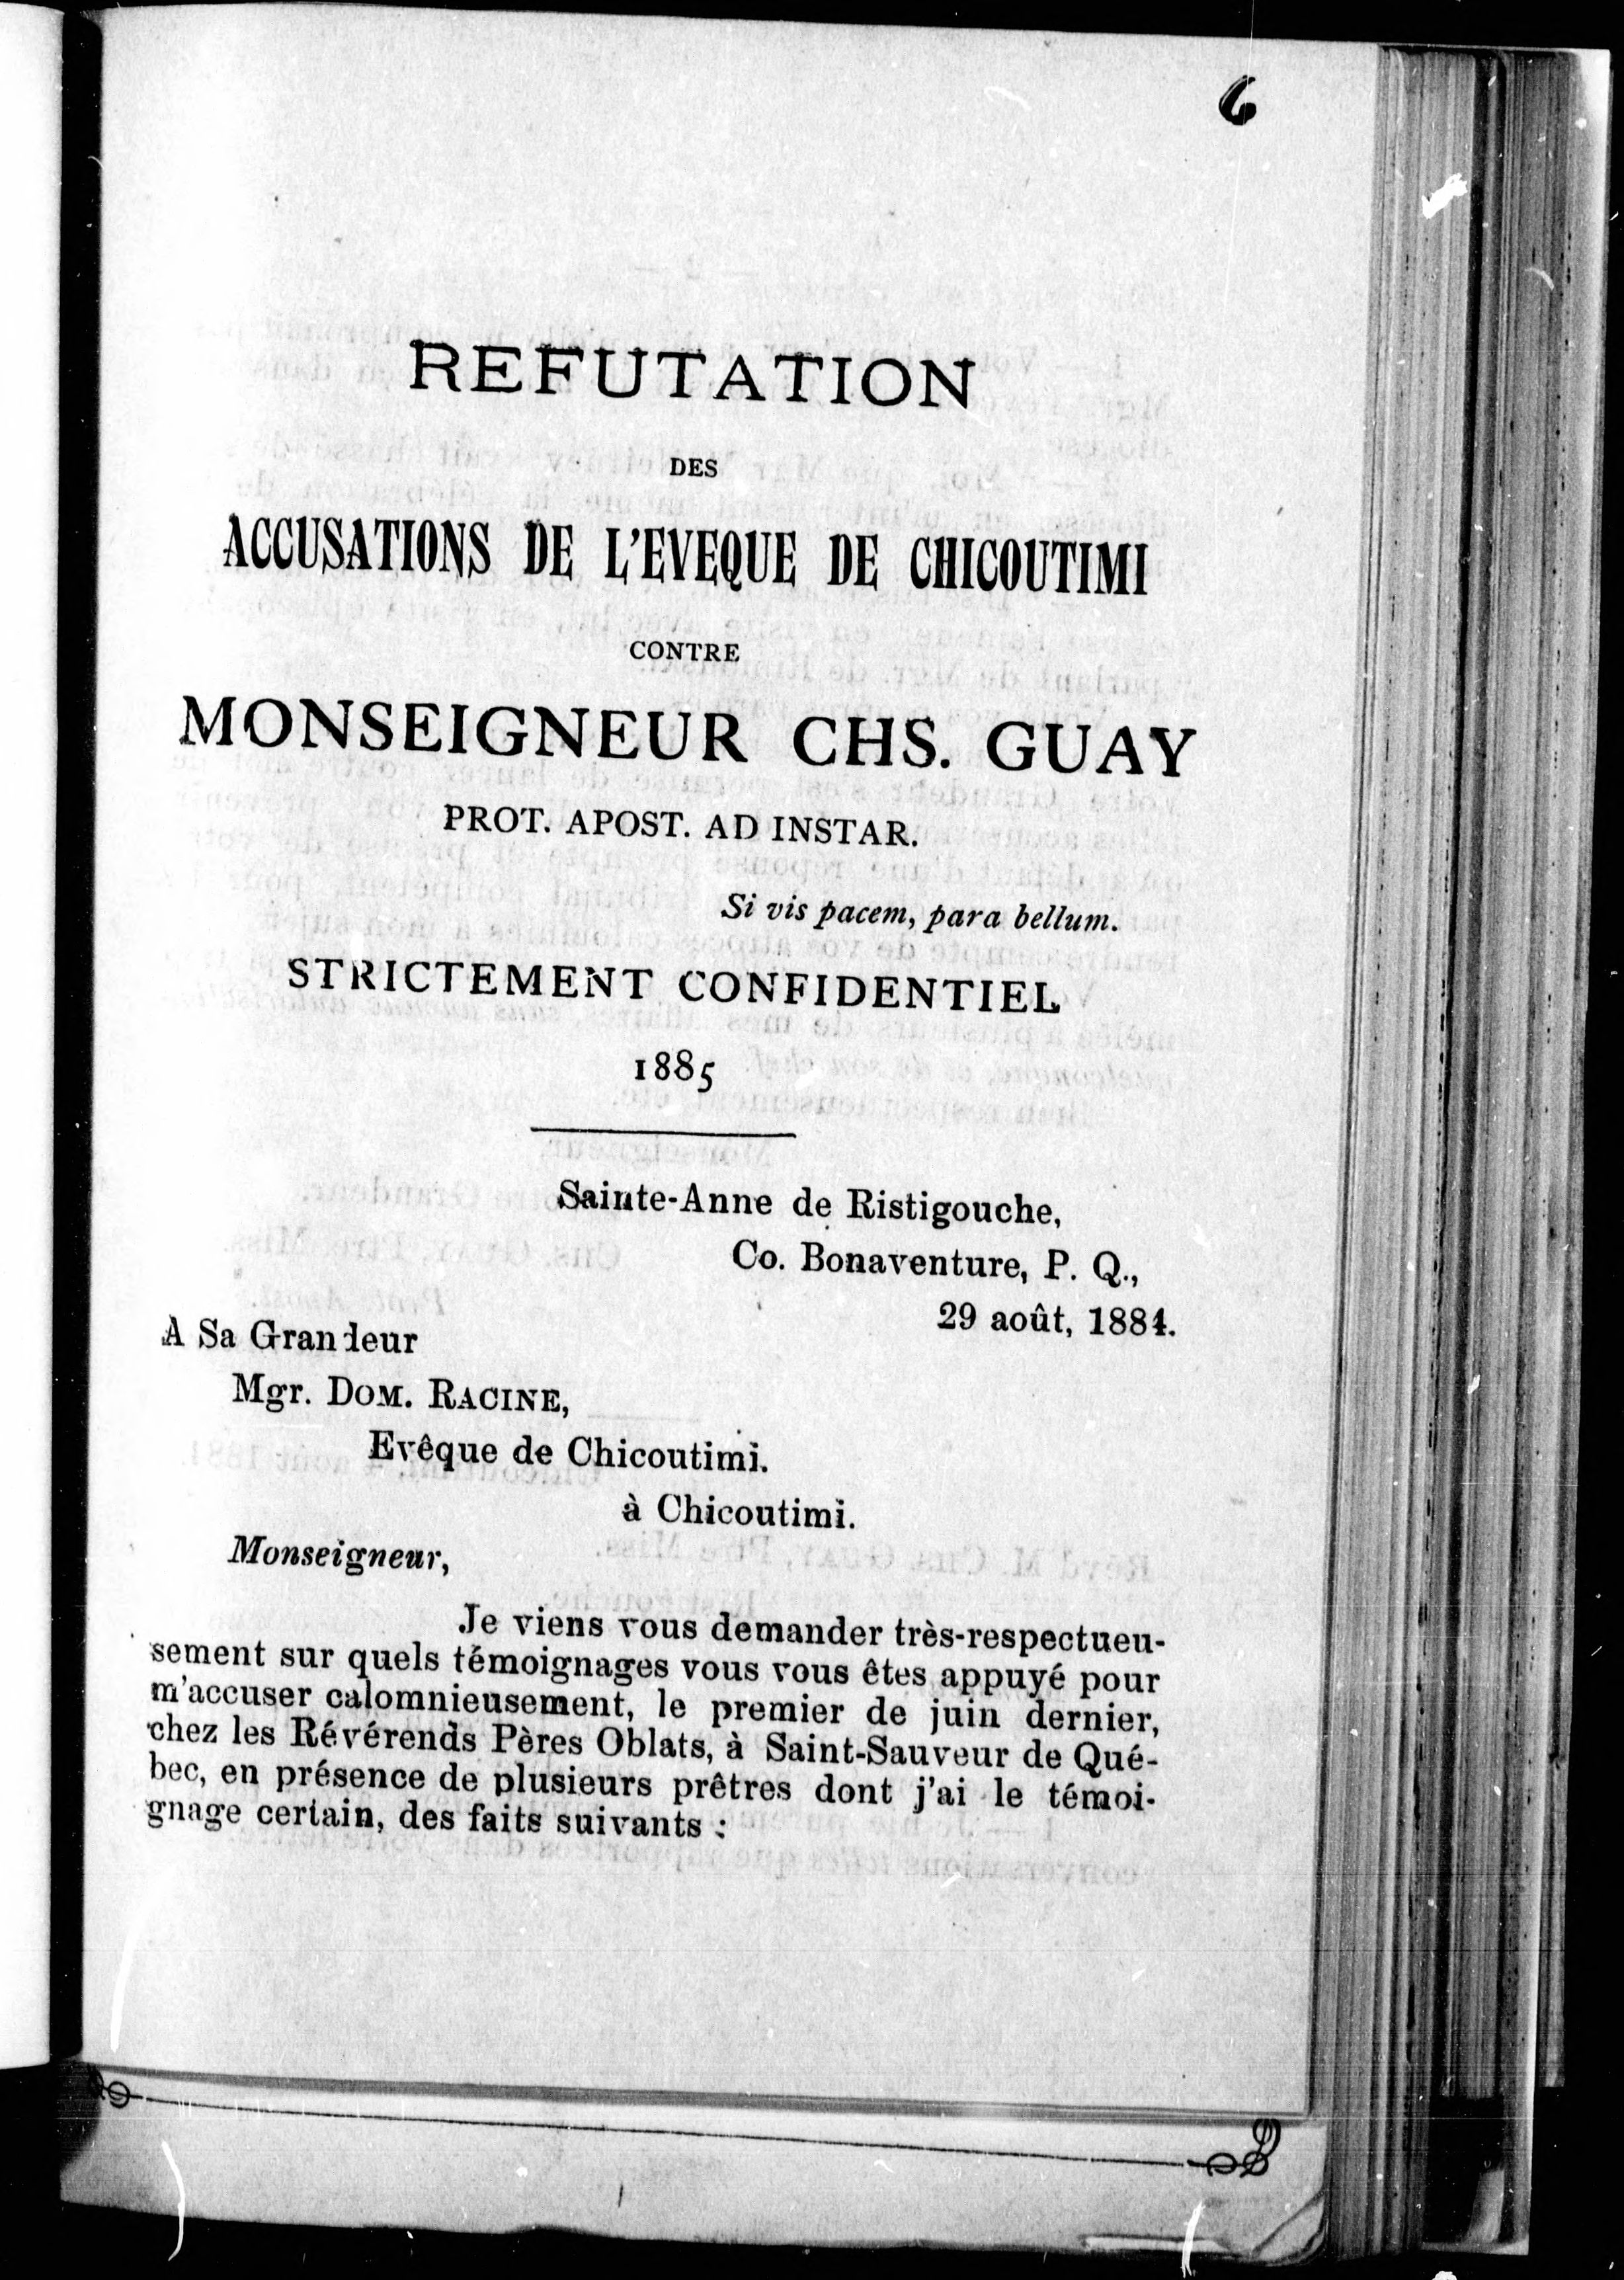 6
REFUTATION
DES
ACCUSATIONS DE L'EVEQUE DE CHICOUTIMI
CONTRE
MONSEIGNEUR CHS. GUAY
PROT. APOST. AD INSTAR.
Si vis pacem, para bellum.
STRICTEMENT CONFIDENTIEL
1885
Sainte-Anne de Ristigouche,
Co. Bonaventure, P. Q.,
29 août, 1884.
A Sa Grandeur
Mgr. DOM. RACINE,
Evêque de Chicoutimi.
à Chicoutimi.
Monseigneur,
Je viens vous demander très-respectueu-
sement sur quels témoignages vous vous êtes appuyé pour
m'accuser calomnieusement, le premier de juin dernier,
chez les Révérends Pères Oblats, à Saint-Sauveur de Qué-
bec, en présence de plusieurs prêtres dont j'ai le témoi-
gnage certain, des faits suivants :